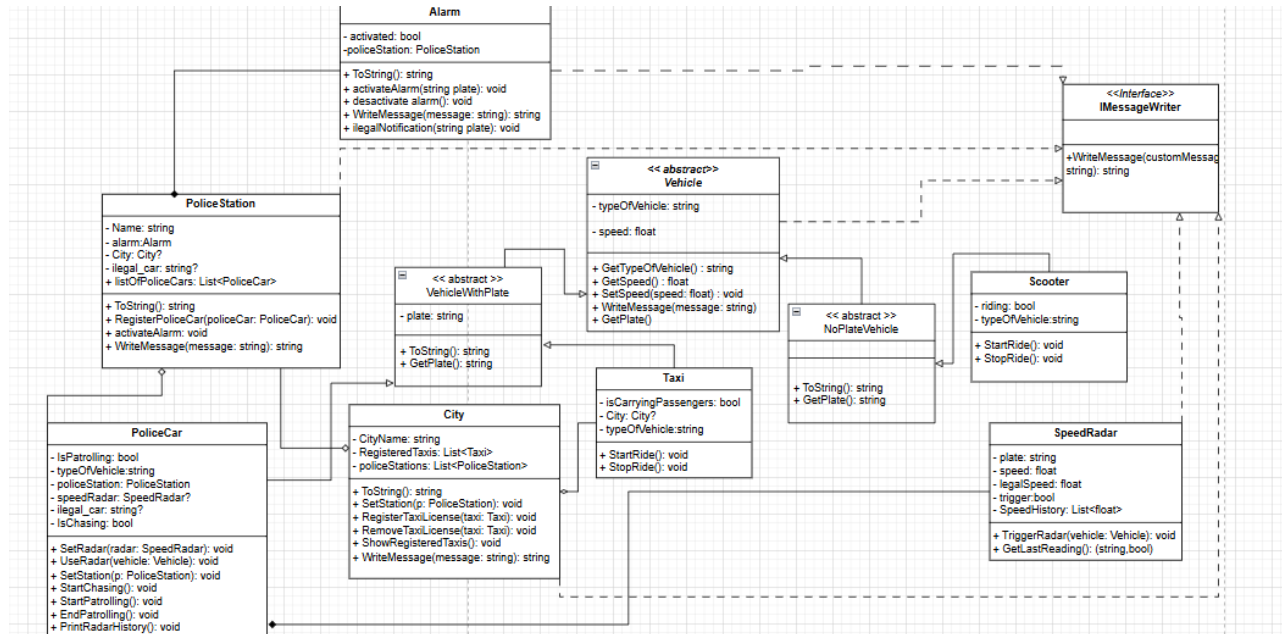 Alarm
- activated: bool
-policeStation: PoliceStation
+ ToString(): string
+ activateAlarm(string plate): void
+ desactivate alarm(): void
+ WriteMessage(message: string): string
+ ilegalNotification(string plate): void
<<Interface>>
IMessageWriter
+WriteMessage(customMessag
string): string
<< abstract>>
Vehicle
- typeOfVehicle: string
- speed: float
+ GetTypeOfVehicle() : string
+ GetSpeed() : float
+ SetSpeed(speed: float) : void
+ WriteMessage(message: string)
+ GetPlate()
PoliceStation
- Name: string
- alarm:Alarm
- City: City?
- ilegal_car: string?
+ listOfPoliceCars: List<PoliceCar>
+ ToString(): string
+ RegisterPoliceCar(policeCar: PoliceCar): void
+ activateAlarm: void
+ WriteMessage(message: string): string
<< abstract >>
VehicleWithPlate
- plate: string
+ ToString(): string
+ GetPlate(): string
<< abstract >>
NoPlateVehicle
+ ToString(): string
+ GetPlate(): string
Scooter
- riding: bool
- typeOfVehicle:string
+ StartRide(): void
+ StopRide(): void
Taxi
- isCarryingPassengers: bool
- City: City?
- typeOfVehicle:string
+ StartRide(): void
+ StopRide(): void
City
- CityName: string
- RegisteredTaxis: List<Taxi>
- policeStations: List<PoliceStation>
+ ToString(): string
+ SetStation(p: PoliceStation): void
+ RegisterTaxiLicense(taxi: Taxi): void
+ RemoveTaxiLicense(taxi: Taxi): void
+ ShowRegisteredTaxis(): void
+ WriteMessage(message: string): string
PoliceCar
- IsPatrolling: bool
- typeOfVehicle:string
- policeStation: PoliceStation
- speedRadar: SpeedRadar?
- ilegal_car: string?
- IsChasing: bool
+ SetRadar(radar: SpeedRadar): void
+ UseRadar(vehicle: Vehicle): void
+ SetStation(p: PoliceStation): void
+ StartChasing(): void
+ StartPatrolling(): void
+ EndPatrolling(): void
+ PrintRadarHistory(): void
SpeedRadar
- plate: string
- speed: float
- legalSpeed: float
- trigger:bool
- SpeedHistory: List<float>
+ TriggerRadar(vehicle: Vehicle): void
+ GetLastReading(): (string,bool)